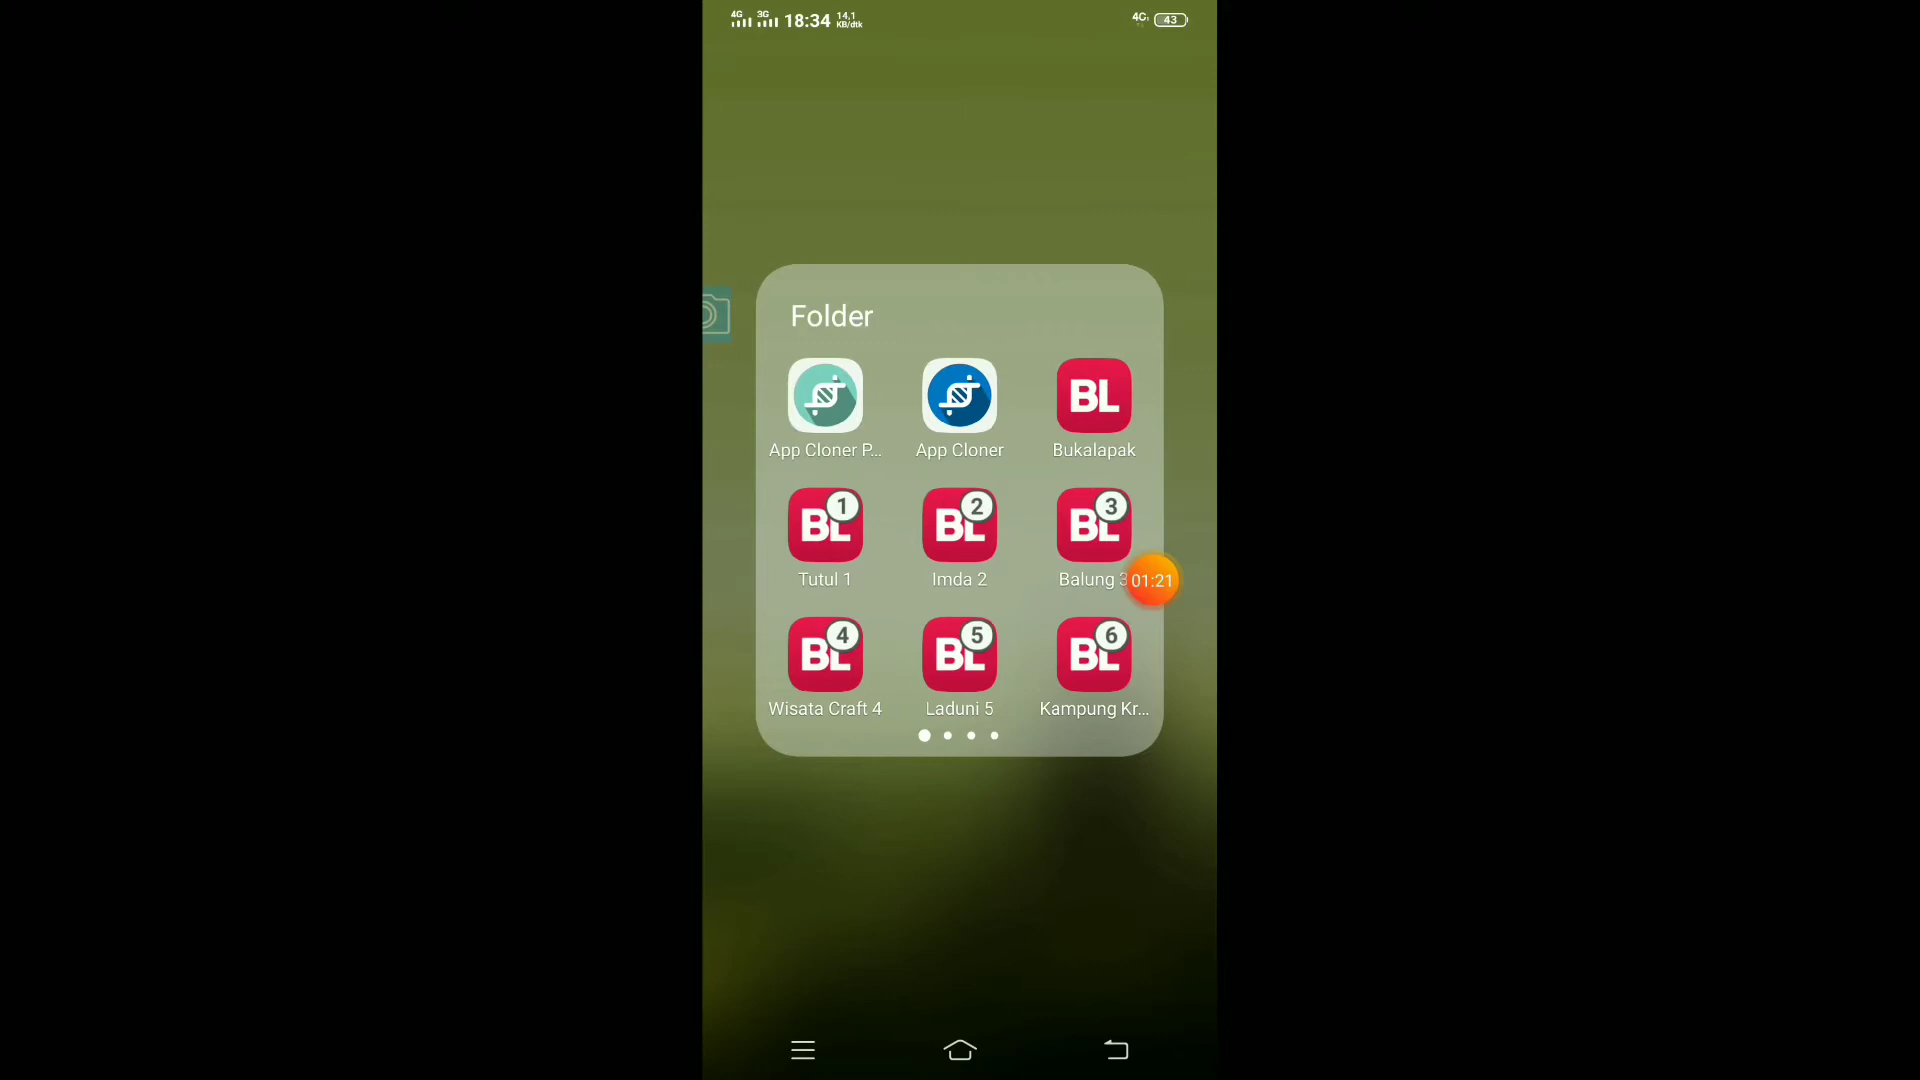 4G 3G 18:34 14,1 KB/dtk 43
Folder
App Cloner P... App Cloner BL Bukalapak
1 BL 2 BL 3 BL
Tutul 1 Imda 2 Balung 3 01:21
4 BL 5 BL 6 BL
Wisata Craft 4 Laduni 5 Kampung Kr...